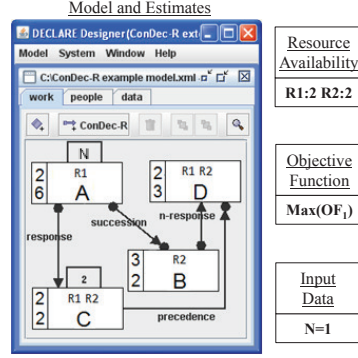 Model and Estimates
DECLARE Designer(ConDec-R ext
Model System Window Help
C:\ConDec-R example model.xml
work people data
ConDec-R
N
2
6
R1
A
2
3
R1 R2
D
response
succession
n-response
3
2
R2
B
2
2
2
R1 R2
C
precedence
Resource
Availability
R1:2 R2:2
Objective
Function
Max(OF₁)
Input
Data
N=1